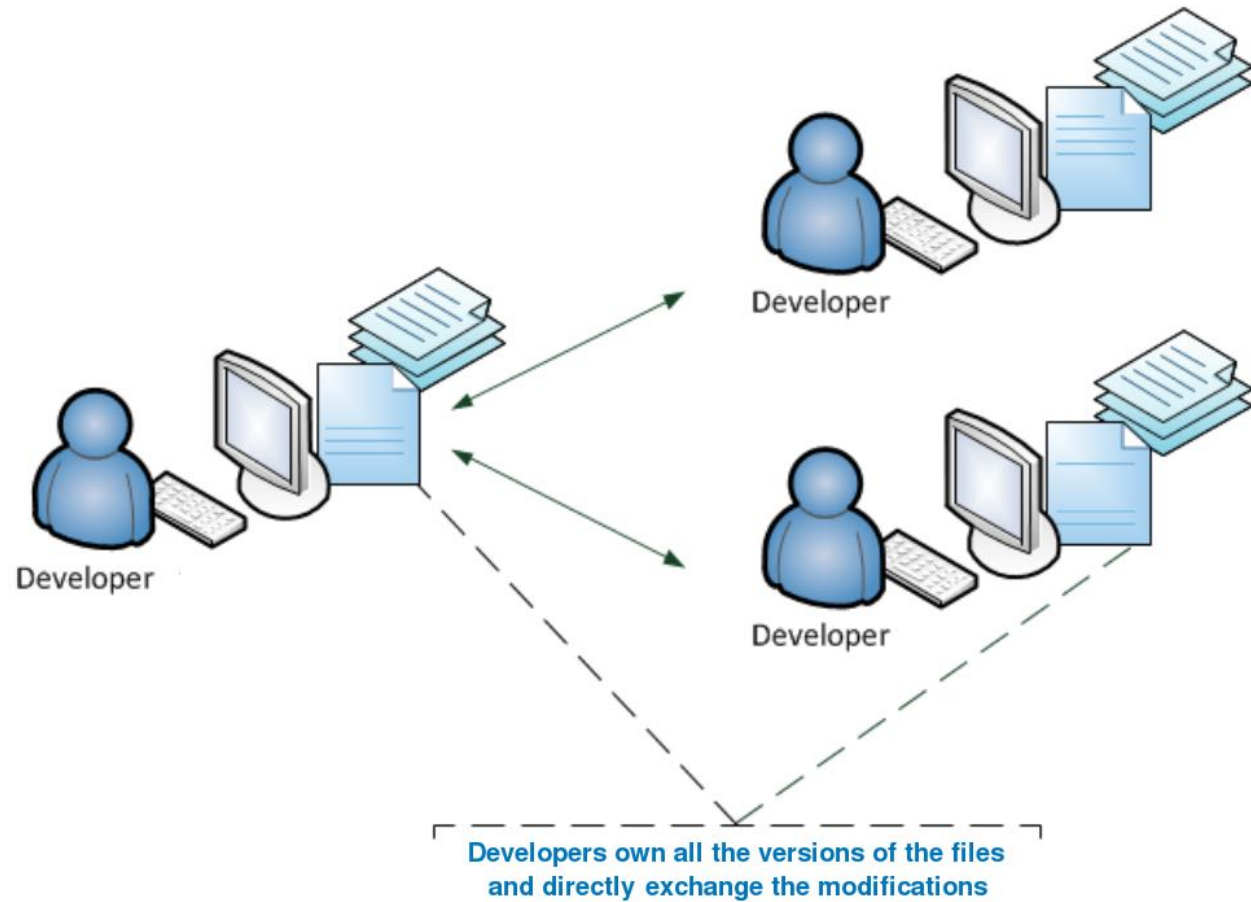 Developer
Developer
Developer
Developers own all the versions of the files
and directly exchange the modifications